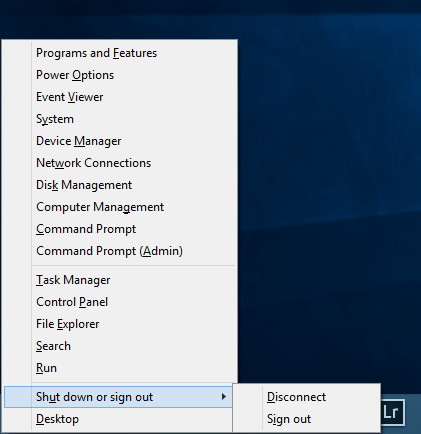 Programs and Features
Power Options
Event Viewer
System
Device Manager
Network Connections
Disk Management
Computer Management
Command Prompt
Command Prompt (Admin)
Task Manager
Control Panel
File Explorer
Search
Run
Shut down or sign out
Disconnect
Desktop
Sign out
Lr